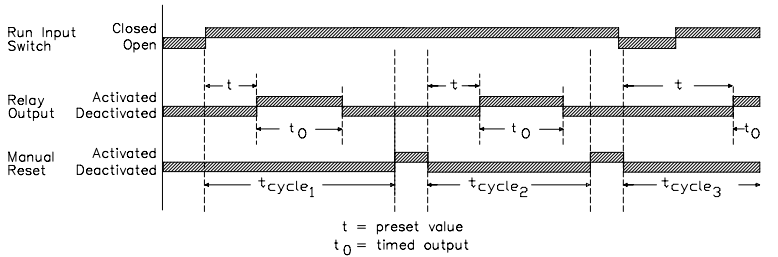 Run Input Switch
Closed
Open
t
t
t
Relay Output
Activated
Deactivated
t0
t0
t0
Manual Reset
Activated
Deactivated
tcycle1
tcycle2
tcycle3
t = preset value
t0 = timed output